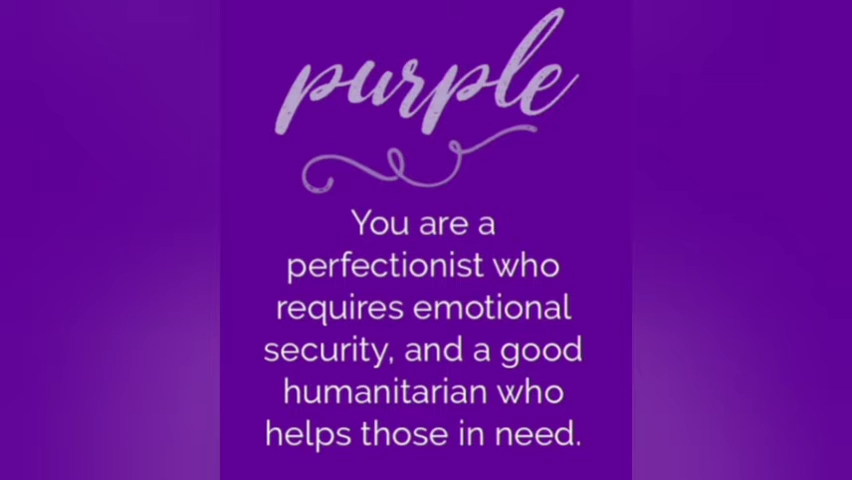 purple
You are a
perfectionist who
requires emotional
security, and a good
humanitarian who
helps those in need.